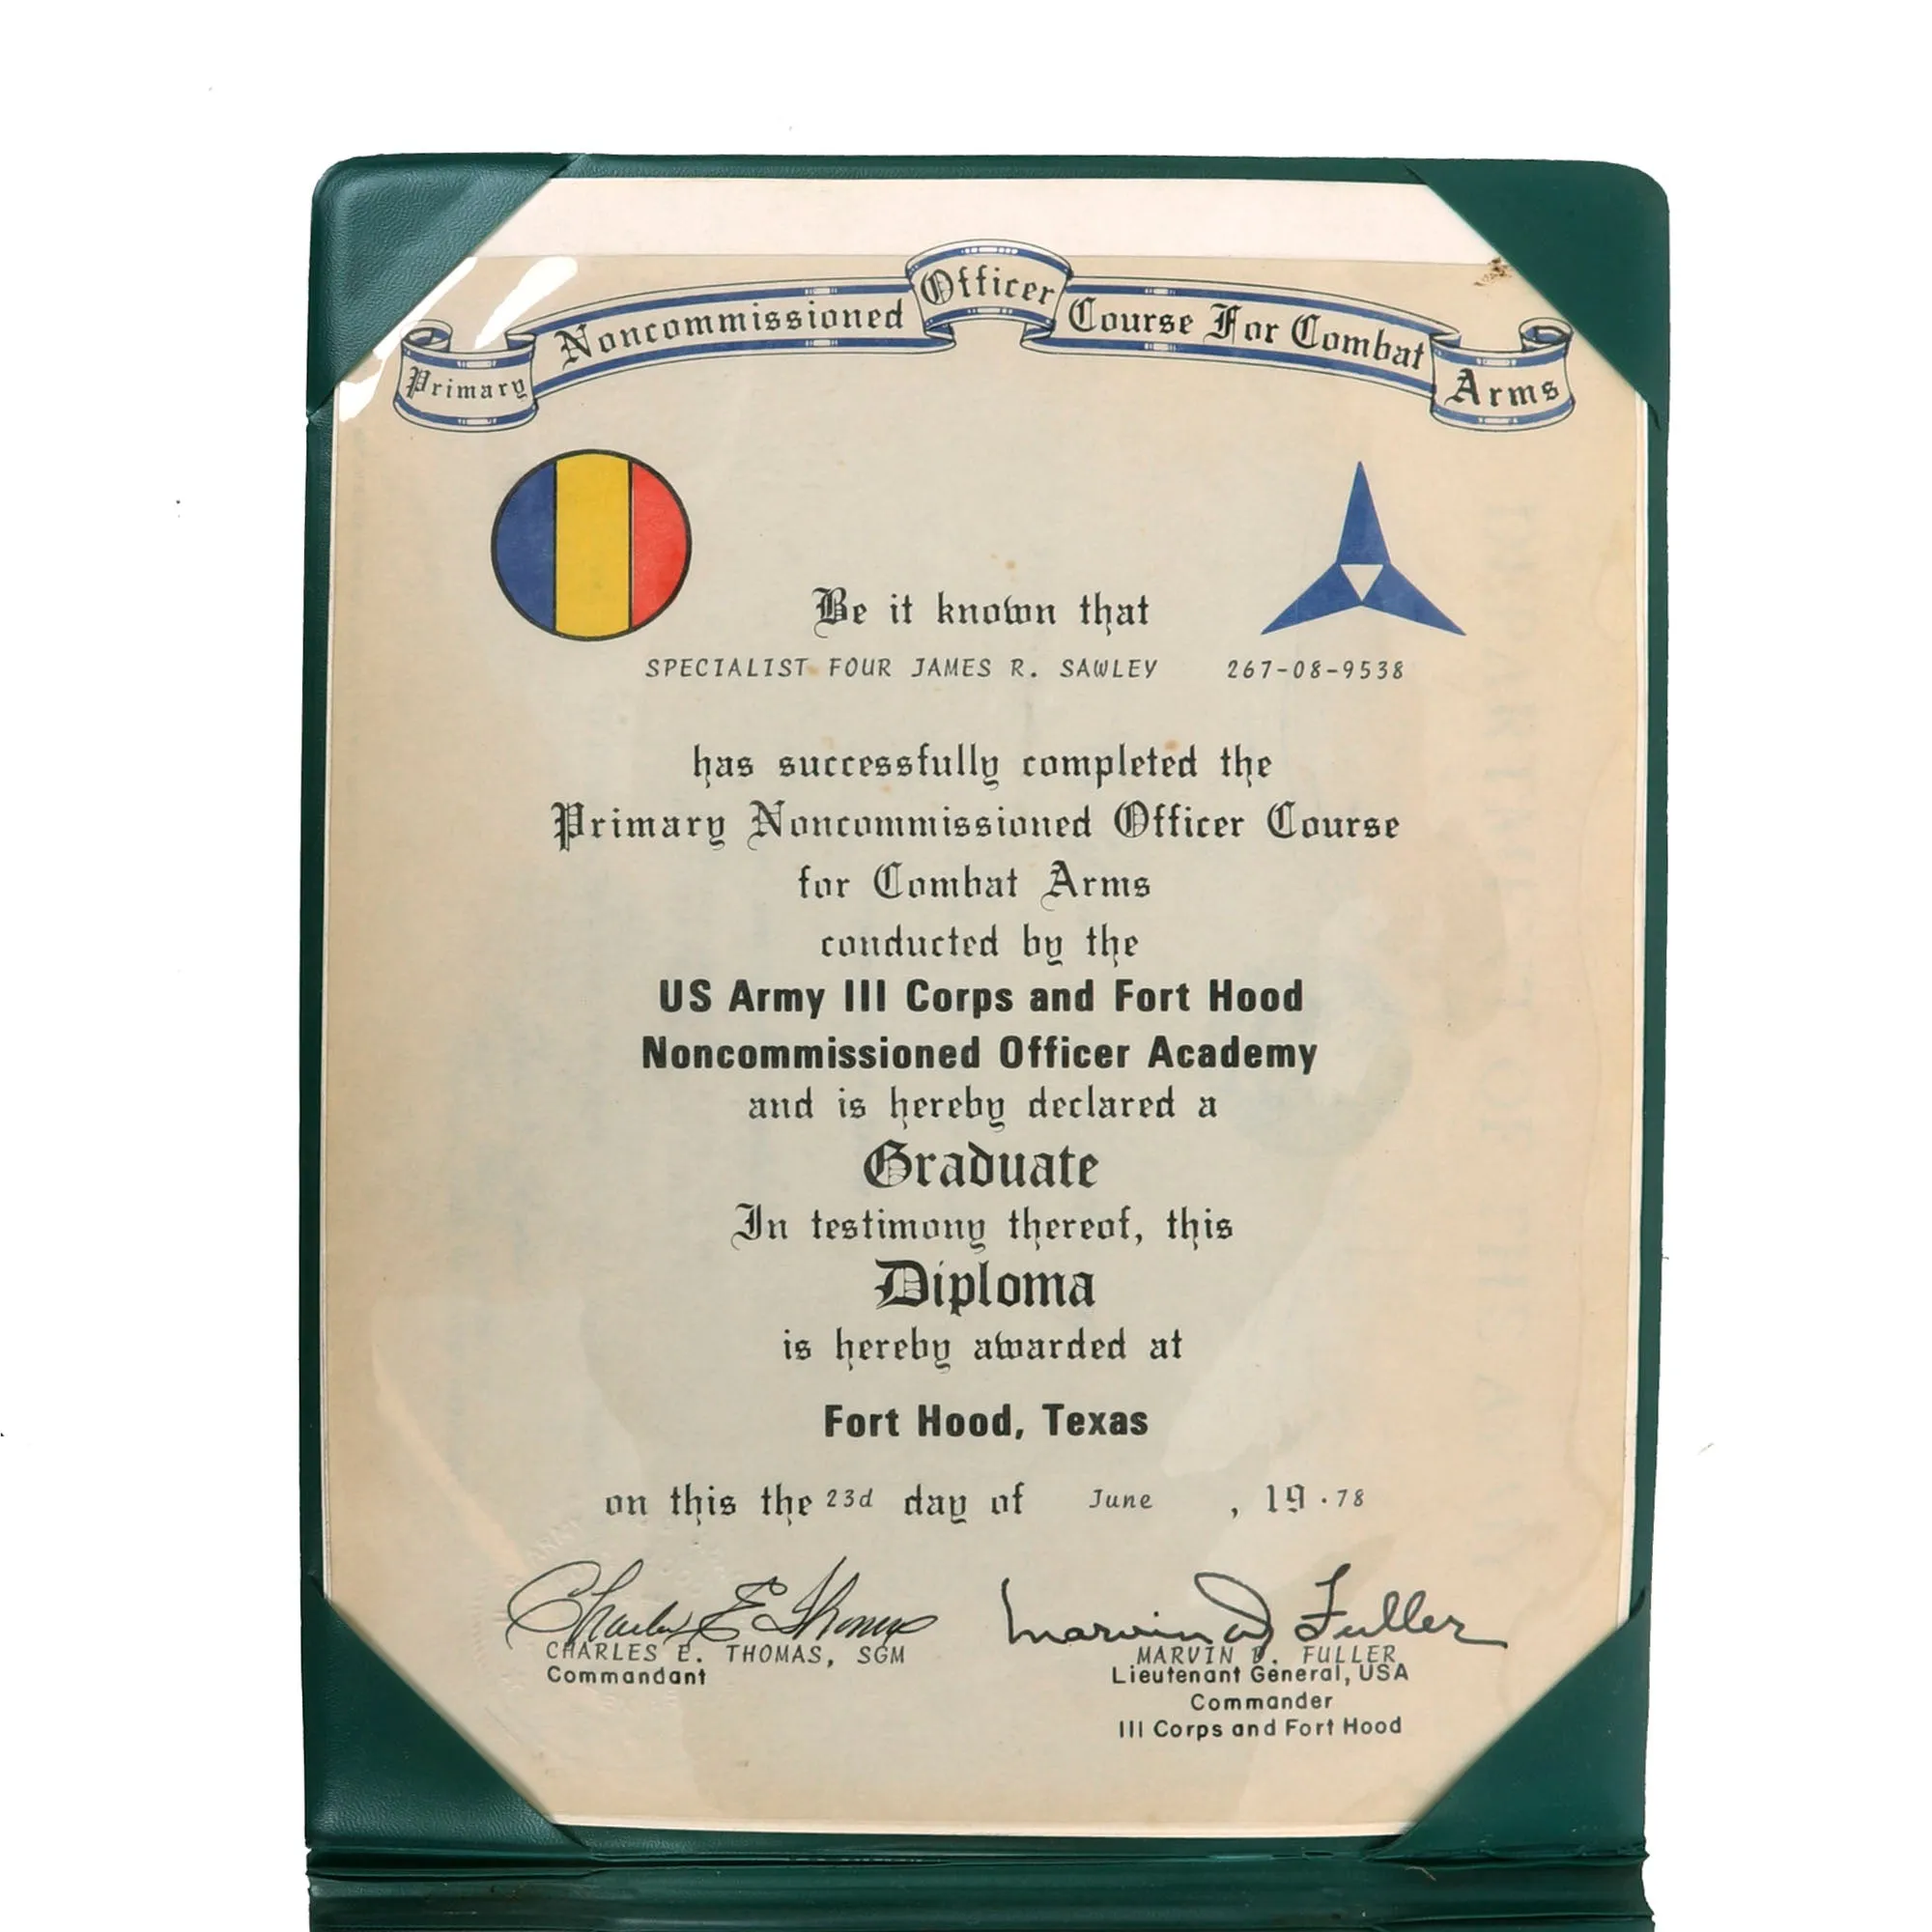 Primary Noncommissioned Officer Course For Combat Arms
Be it known that
SPECIALIST FOUR JAMES R. SAWLEY 267-08-9538
has successfully completed the
Primary Noncommissioned Officer Course
for Combat Arms
conducted by the
US Army III Corps and Fort Hood
Noncommissioned Officer Academy
and is hereby declared a
Graduate
In testimony thereof, this
Diploma
is hereby awarded at
Fort Hood, Texas
on this the 23d day of June , 19 78
Charles E Thomas
CHARLES E. THOMAS, SGM
Commandant
Marvin D Fuller
MARVIN D. FULLER
Lieutenant General, USA
Commander
III Corps and Fort Hood